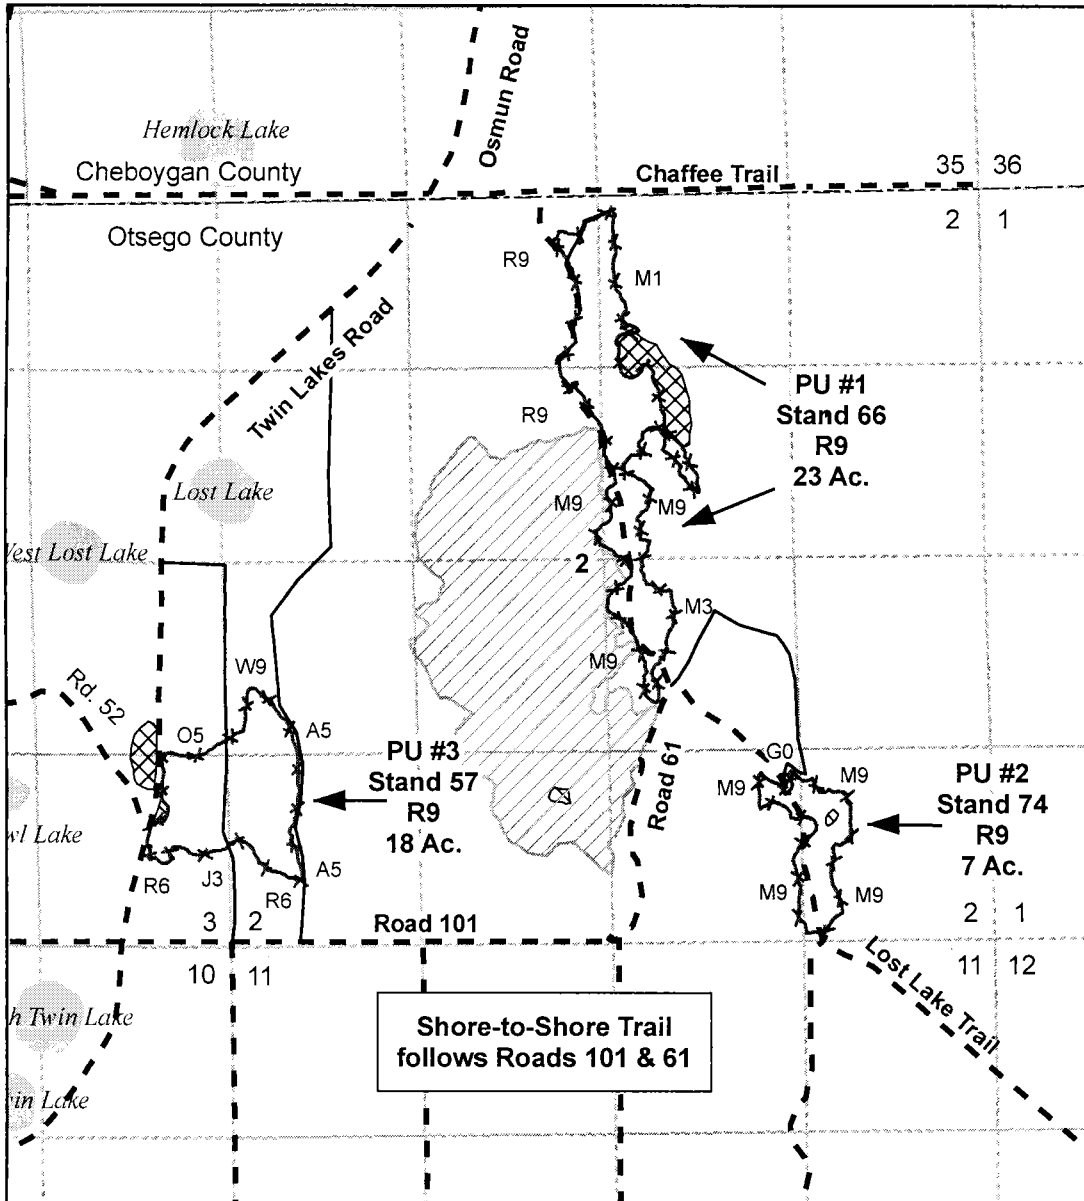 Osmun Road
Hemlock Lake
Cheboygan County
Chaffee Trail
35 36
Otsego County
2 1
R9
M1
Twin Lakes Road
PU #1
Stand 66
R9
23 Ac.
R9
Lost Lake
M9
M9
West Lost Lake
2
M3
W9
M9
Rd. 52
O5
A5
PU #3
Stand 57
R9
18 Ac.
Road 61
G0
M9
M9
PU #2
Stand 74
R9
7 Ac.
wl Lake
R6
J3
R6
A5
M9
M9
3 2
Road 101
2 1
10 11
11 12
Lost Lake Trail
h Twin Lake
Shore-to-Shore Trail
follows Roads 101 & 61
in Lake